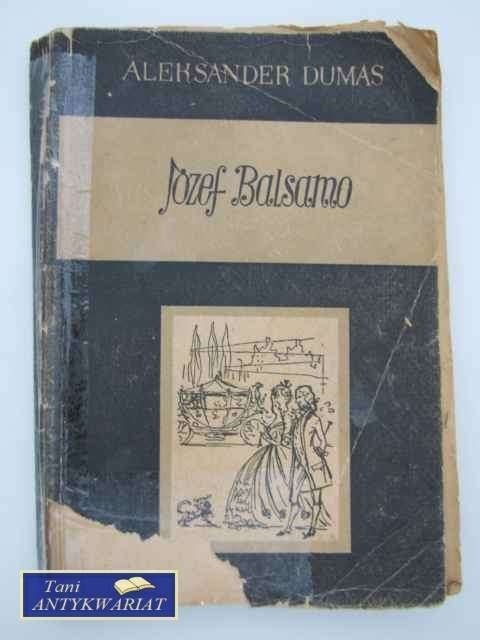 ALEKSANDER DUMAS
Józef Balsamo
Tani
ANTYKWARIAT